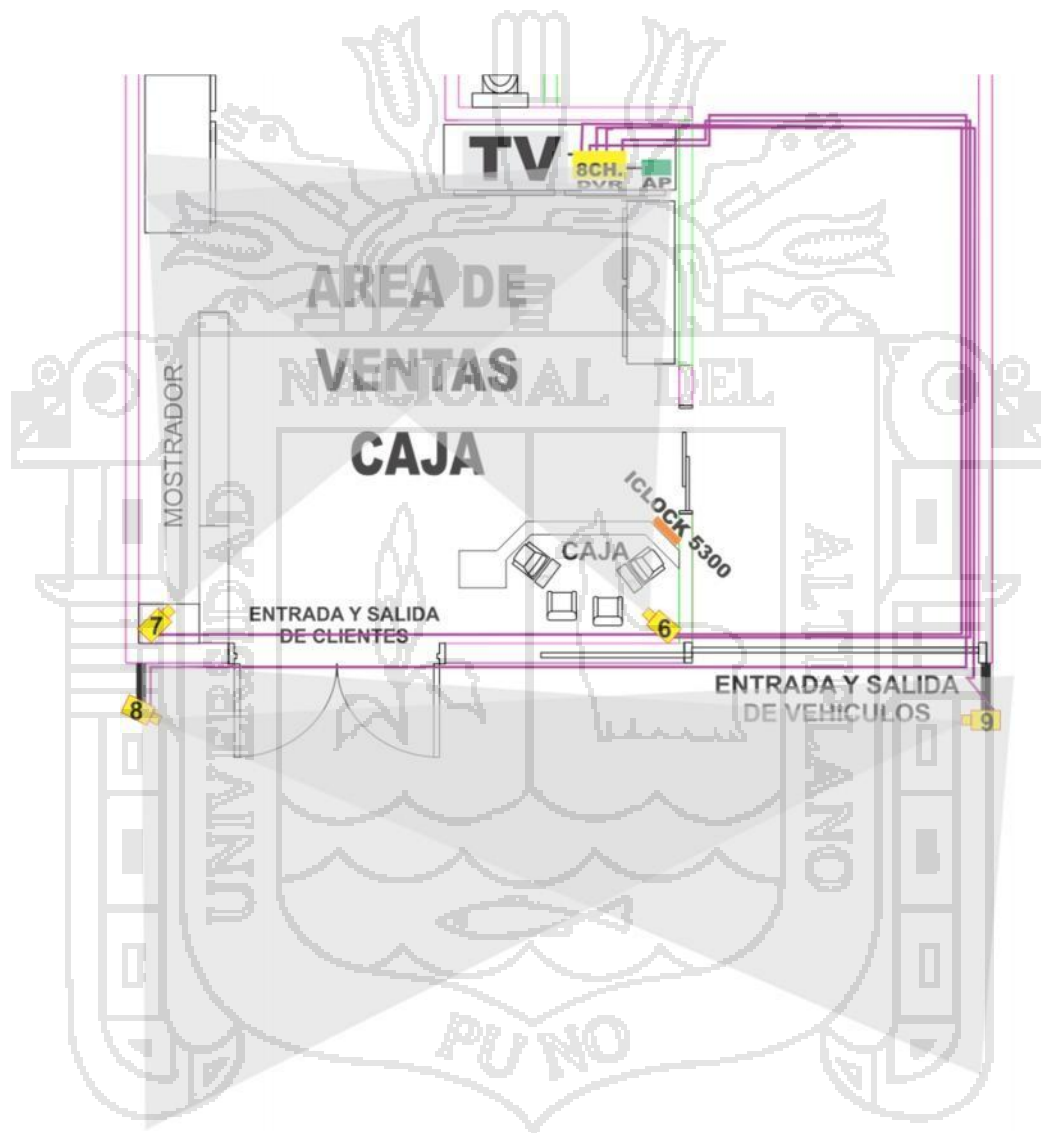 TV
8CH.
DVR
AP
AREA DE
VENTAS
CAJA
NACIONAL DEL
MOSTRADOR
ICLOCK 5300
CAJA
UNIVERSIDAD
ALTIPLANO
ENTRADA Y SALIDA
DE CLIENTES
7
6
8
ENTRADA Y SALIDA
DE VEHICULOS
9
PUNO